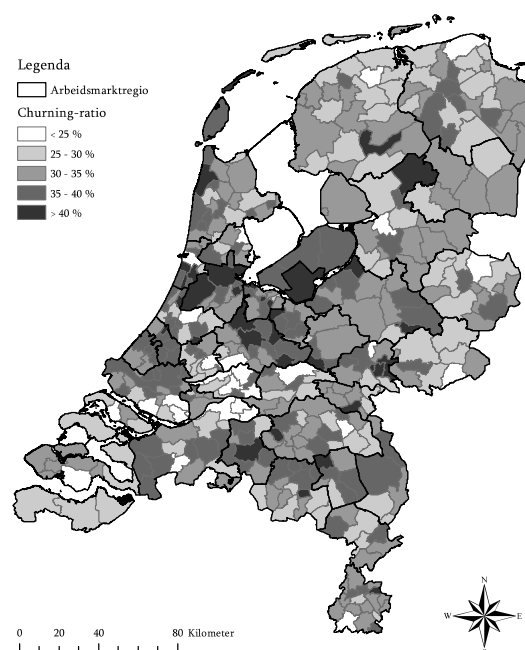 Legenda
Arbeidsmarktregio
Churning-ratio
< 25 %
25 - 30 %
30 - 35 %
35 - 40 %
> 40 %
N
W E
S
0 20 40 80 Kilometer